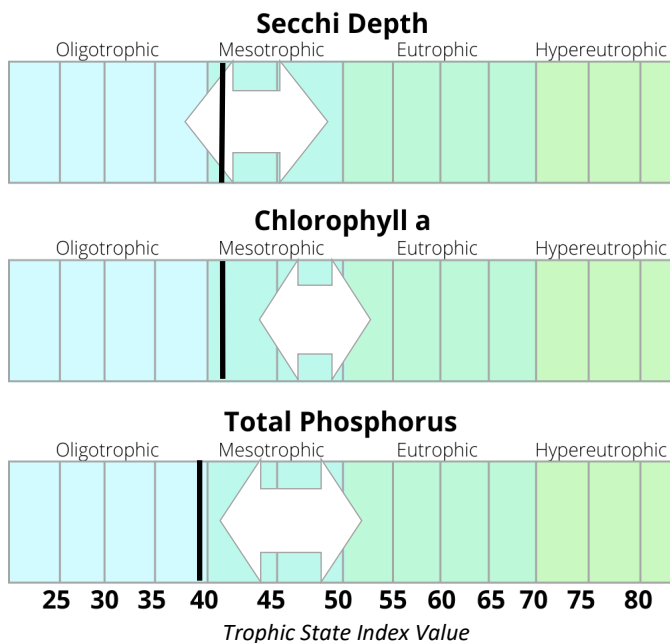 Secchi Depth
Oligotrophic Mesotrophic Eutrophic Hypereutrophic
Chlorophyll a
Oligotrophic Mesotrophic Eutrophic Hypereutrophic
Total Phosphorus
Oligotrophic Mesotrophic Eutrophic Hypereutrophic
25 30 35 40 45 50 55 60 65 70 75 80
Trophic State Index Value